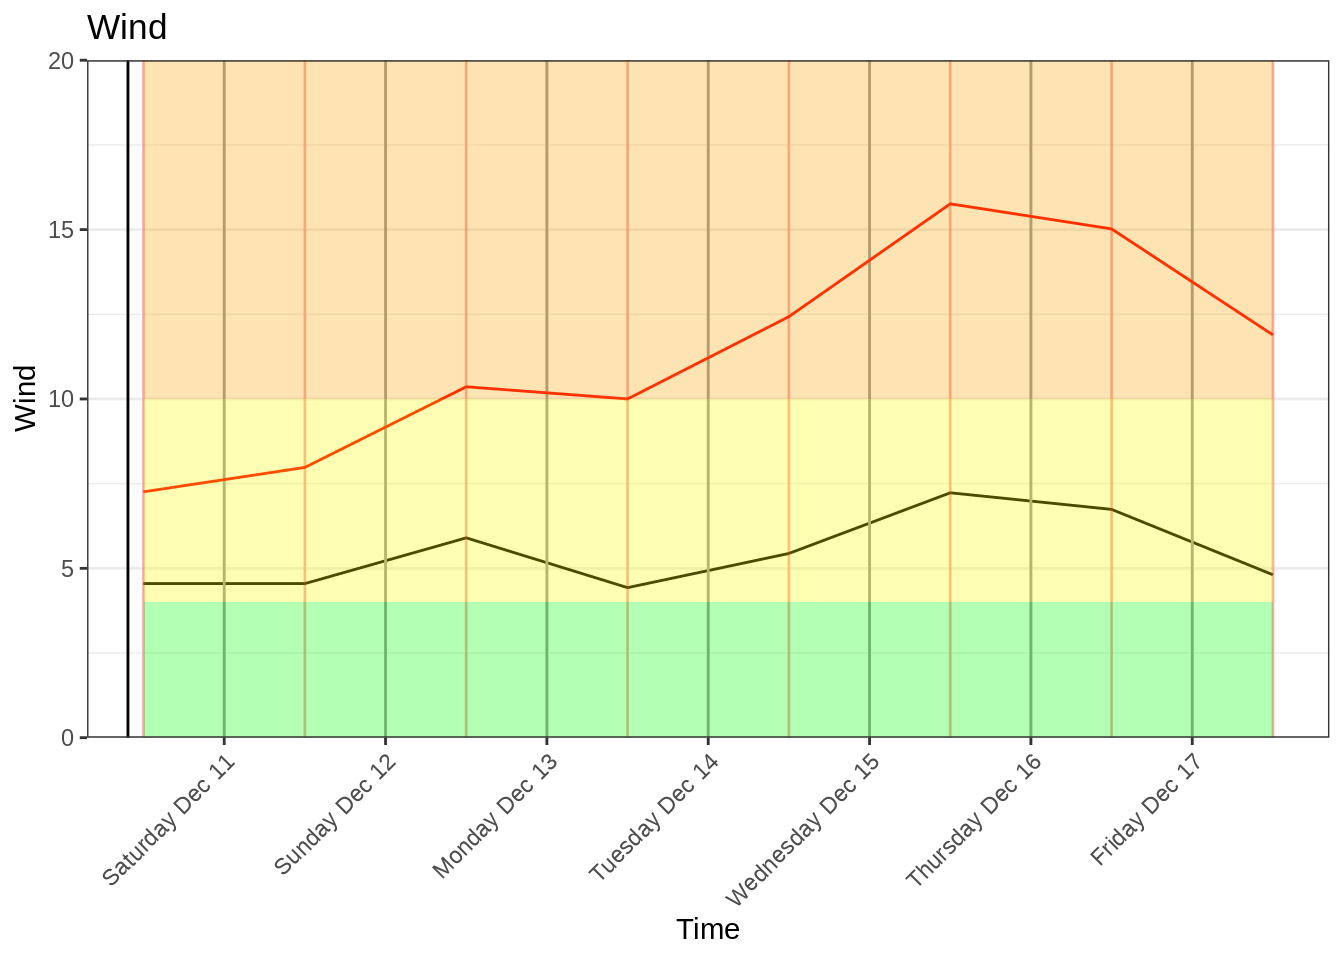 Wind
20
15
10
5
0
Wind
Saturday Dec 11
Sunday Dec 12
Monday Dec 13
Tuesday Dec 14
Wednesday Dec 15
Thursday Dec 16
Friday Dec 17
Time